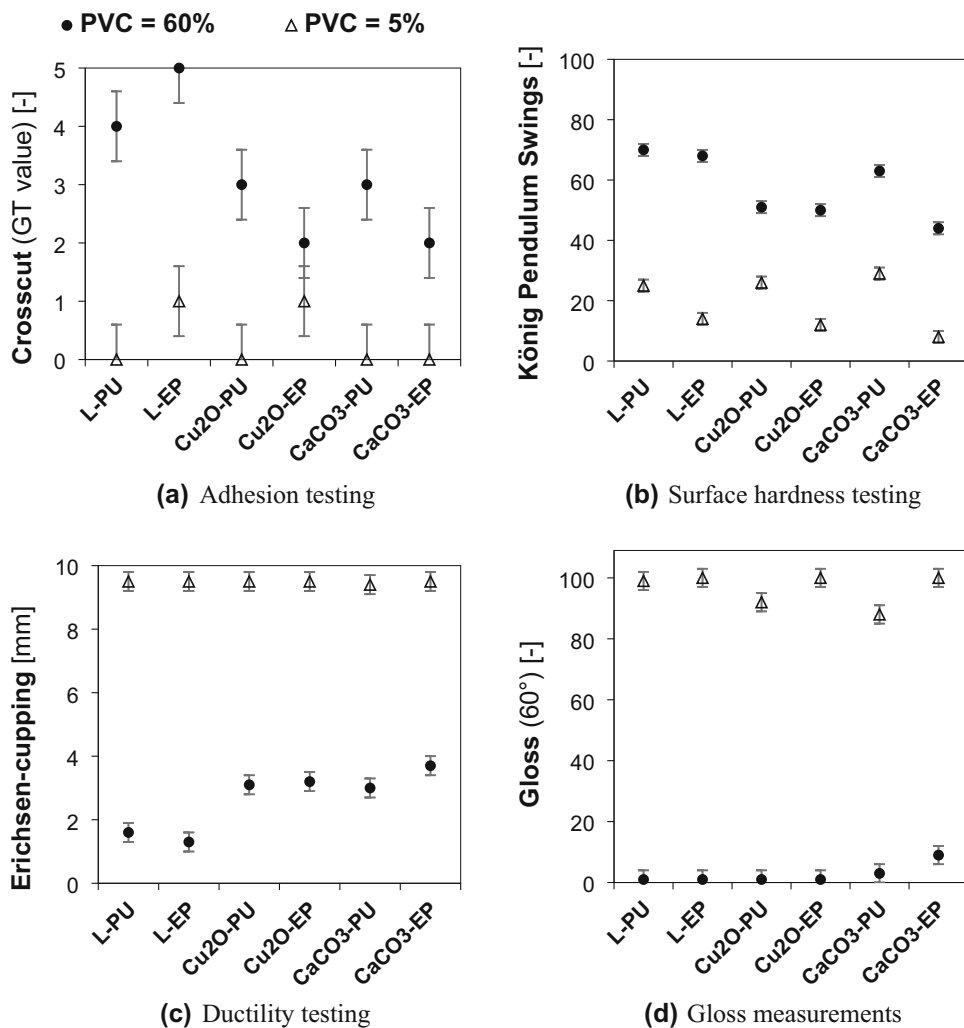 ● PVC = 60% △ PVC = 5%
Crosscut (GT value) [-]
5
4
3
2
1
0
L-PU
L-EP
Cu2O-PU
Cu2O-EP
CaCO3-PU
CaCO3-EP
(a) Adhesion testing
König Pendulum Swings [-]
100
80
60
40
20
0
L-PU
L-EP
Cu2O-PU
Cu2O-EP
CaCO3-PU
CaCO3-EP
(b) Surface hardness testing
Erichsen-cupping [mm]
10
8
6
4
2
0
L-PU
L-EP
Cu2O-PU
Cu2O-EP
CaCO3-PU
CaCO3-EP
(c) Ductility testing
Gloss (60°) [-]
100
80
60
40
20
0
L-PU
L-EP
Cu2O-PU
Cu2O-EP
CaCO3-PU
CaCO3-EP
(d) Gloss measurements